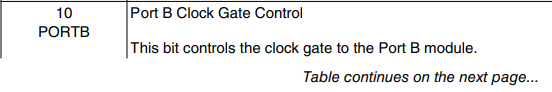 10
PORTB
Port B Clock Gate Control
This bit controls the clock gate to the Port B module.
Table continues on the next page...